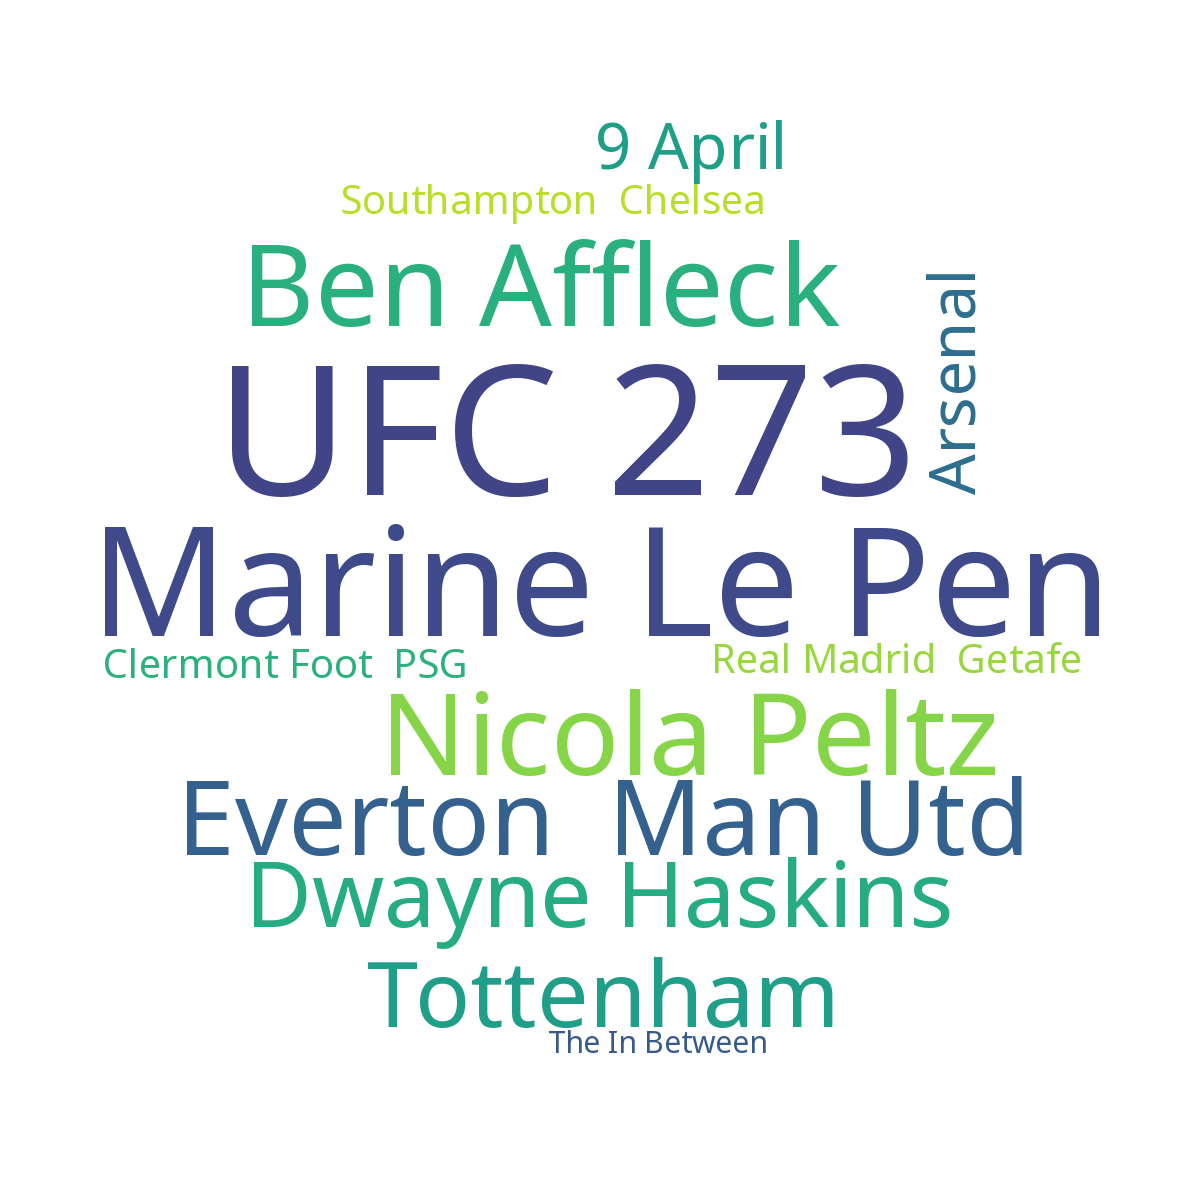 9 April
Southampton  Chelsea
Ben Affleck
Arsenal
UFC 273
Marine Le Pen
Clermont Foot  PSG
Real Madrid  Getafe
Nicola Peltz
Everton  Man Utd
Dwayne Haskins
Tottenham
The In Between